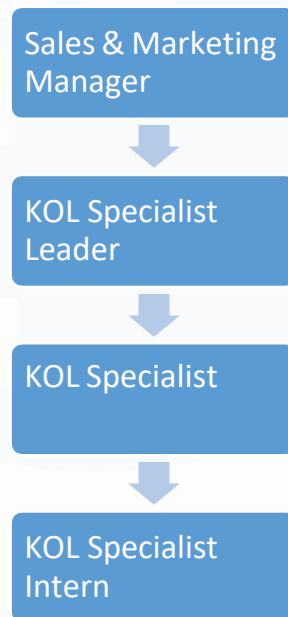 Sales & Marketing
Manager
KOL Specialist
Leader
KOL Specialist
KOL Specialist
Intern